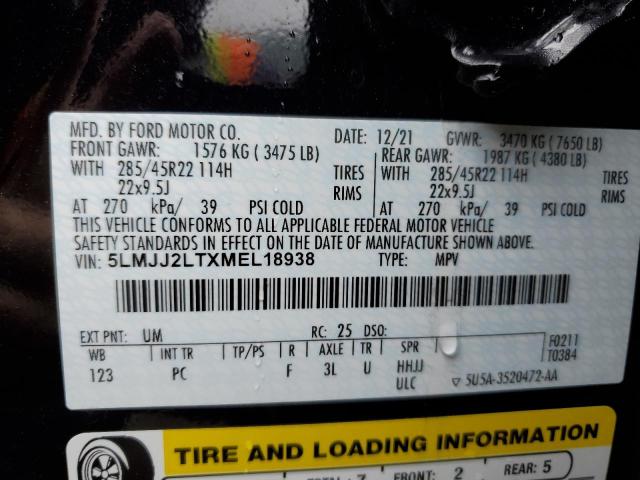 MFD. BY FORD MOTOR CO. DATE: 12/21 GVWR: 3470 KG ( 7650 LB)
FRONT GAWR: 1576 KG ( 3475 LB) REAR GAWR: 1987 KG ( 4380 LB)
WITH 285/45R22 114H TIRES WITH 285/45R22 114H TIRES
22x9.5J RIMS 22x9.5J RIMS
AT 270 kPa/ 39 PSI COLD AT 270 kPa/ 39 PSI COLD
THIS VEHICLE CONFORMS TO ALL APPLICABLE FEDERAL MOTOR VEHICLE
SAFETY STANDARDS IN EFFECT ON THE DATE OF MANUFACTURE SHOWN ABOVE.
VIN: 5LMJJ2LTXMEL18938 TYPE: MPV
EXT PNT: UM RC: 25 DSO: F0211
WB INT TR TP/PS R AXLE TR SPR T0384
123 PC F 3L U HHJJ
ULC ▽ 5U5A-3520472-AA
TIRE AND LOADING INFORMATION
TOTAL 7 FRONT: 2 REAR: 5